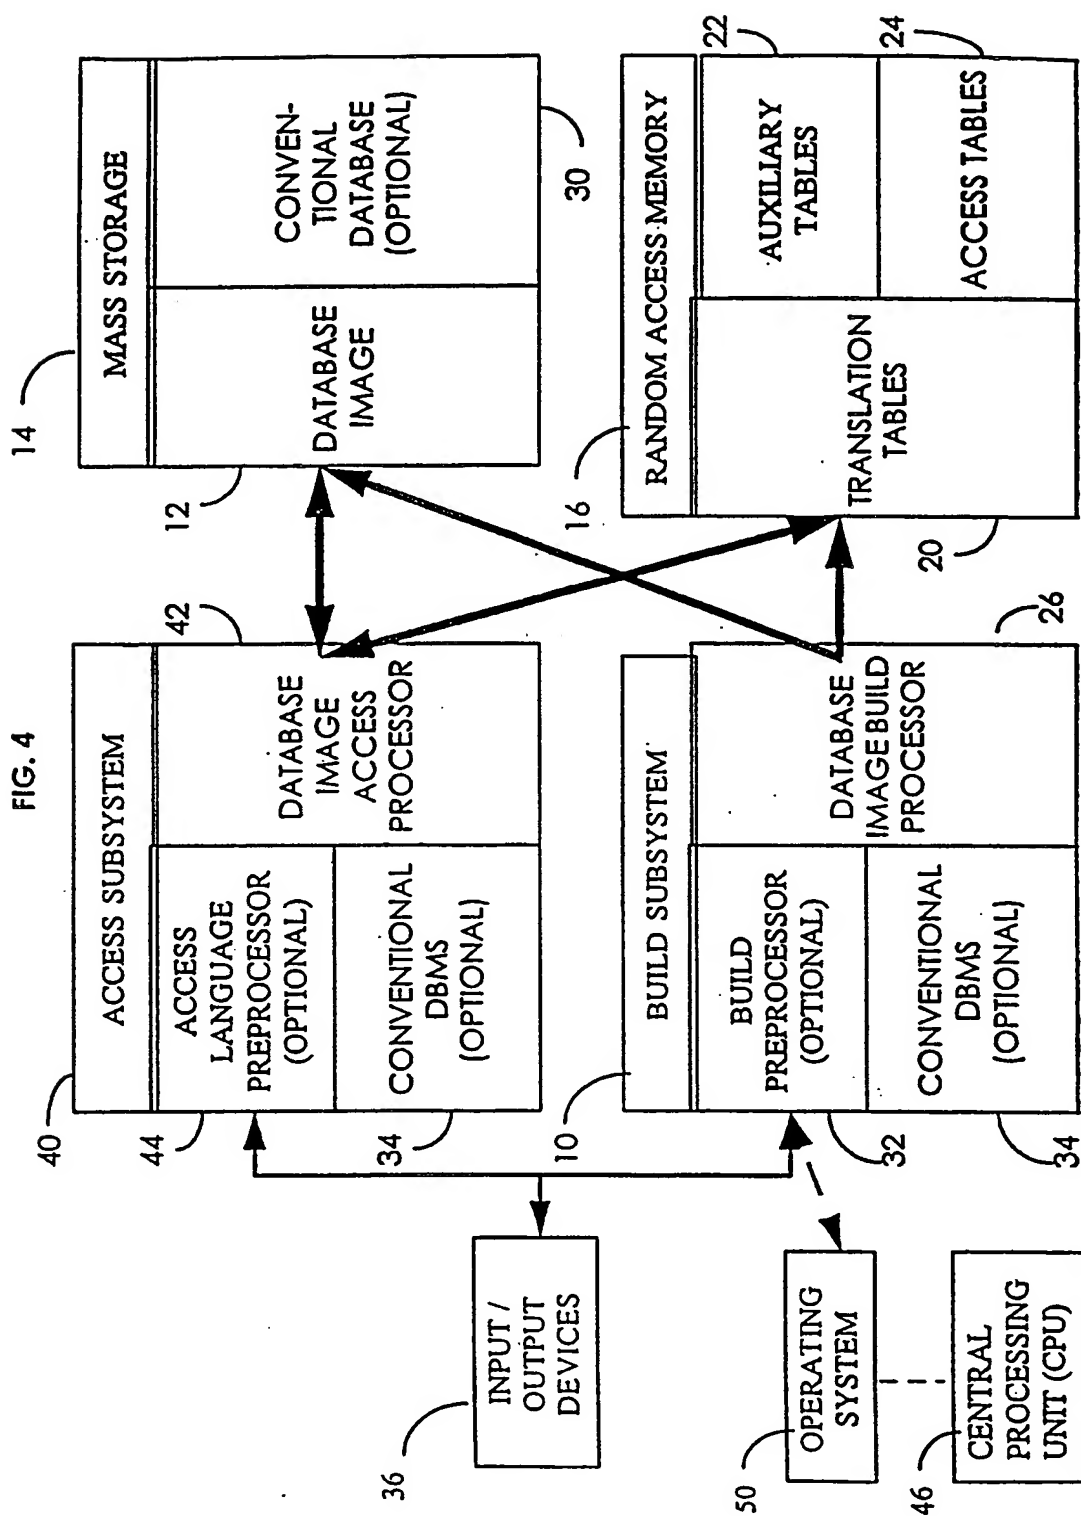 FIG. 4
40
ACCESS SUBSYSTEM
44
ACCESS
LANGUAGE
PREPROCESSOR
(OPTIONAL)
34
CONVENTIONAL
DBMS
(OPTIONAL)
42
DATABASE
IMAGE
ACCESS
PROCESSOR
14
MASS STORAGE
12
DATABASE
IMAGE
CONVEN-
TIONAL
DATABASE
(OPTIONAL)
30
36
INPUT /
OUTPUT
DEVICES
10
BUILD SUBSYSTEM
BUILD
PREPROCESSOR
(OPTIONAL)
32
CONVENTIONAL
DBMS
(OPTIONAL)
34
DATABASE
IMAGE BUILD
PROCESSOR
26
16
RANDOM ACCESS MEMORY
TRANSLATION
TABLES
20
AUXILIARY
TABLES
22
ACCESS TABLES
24
50
OPERATING
SYSTEM
46
CENTRAL
PROCESSING
UNIT (CPU)